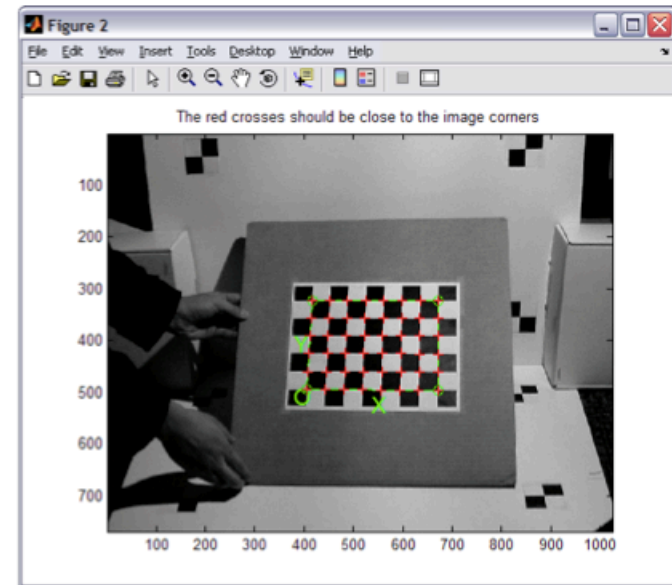 Figure 2
File Edit View Insert Tools Desktop Window Help
The red crosses should be close to the image corners
100
200
300
400
500
600
700
Y
O
X
100 200 300 400 500 600 700 800 900 1000